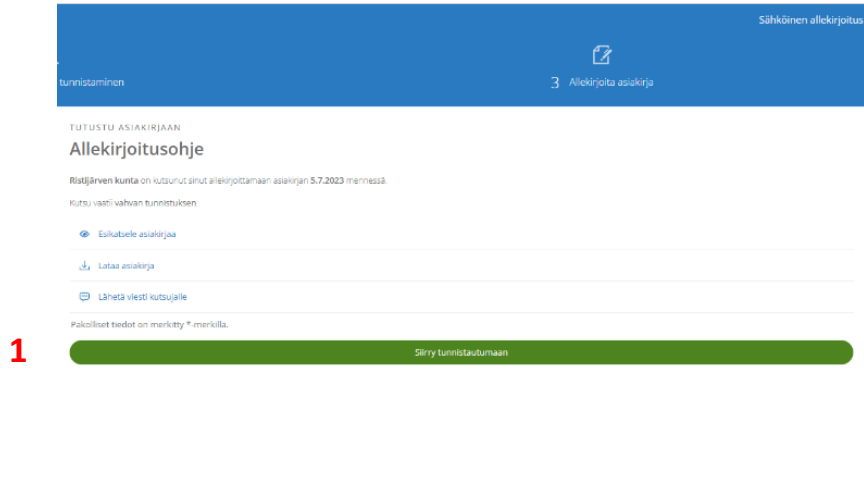 Sähköinen allekirjoitus
tunnistaminen
3 Allekirjoita asiakirja
TUTUSTU ASIAKIRJAAN
Allekirjoitusohje
Ristijärven kunta on kutsunut sinut allekirjoittamaan asiakirjan 5.7.2023 mennessä.
Kutsu vaatii vahvan tunnistuksen.
Esikatsele asiakirjaa
Lataa asiakirja
Lähetä viesti kutsujalle
Pakolliset tiedot on merkitty *-merkillä.
1
Siirry tunnistautumaan